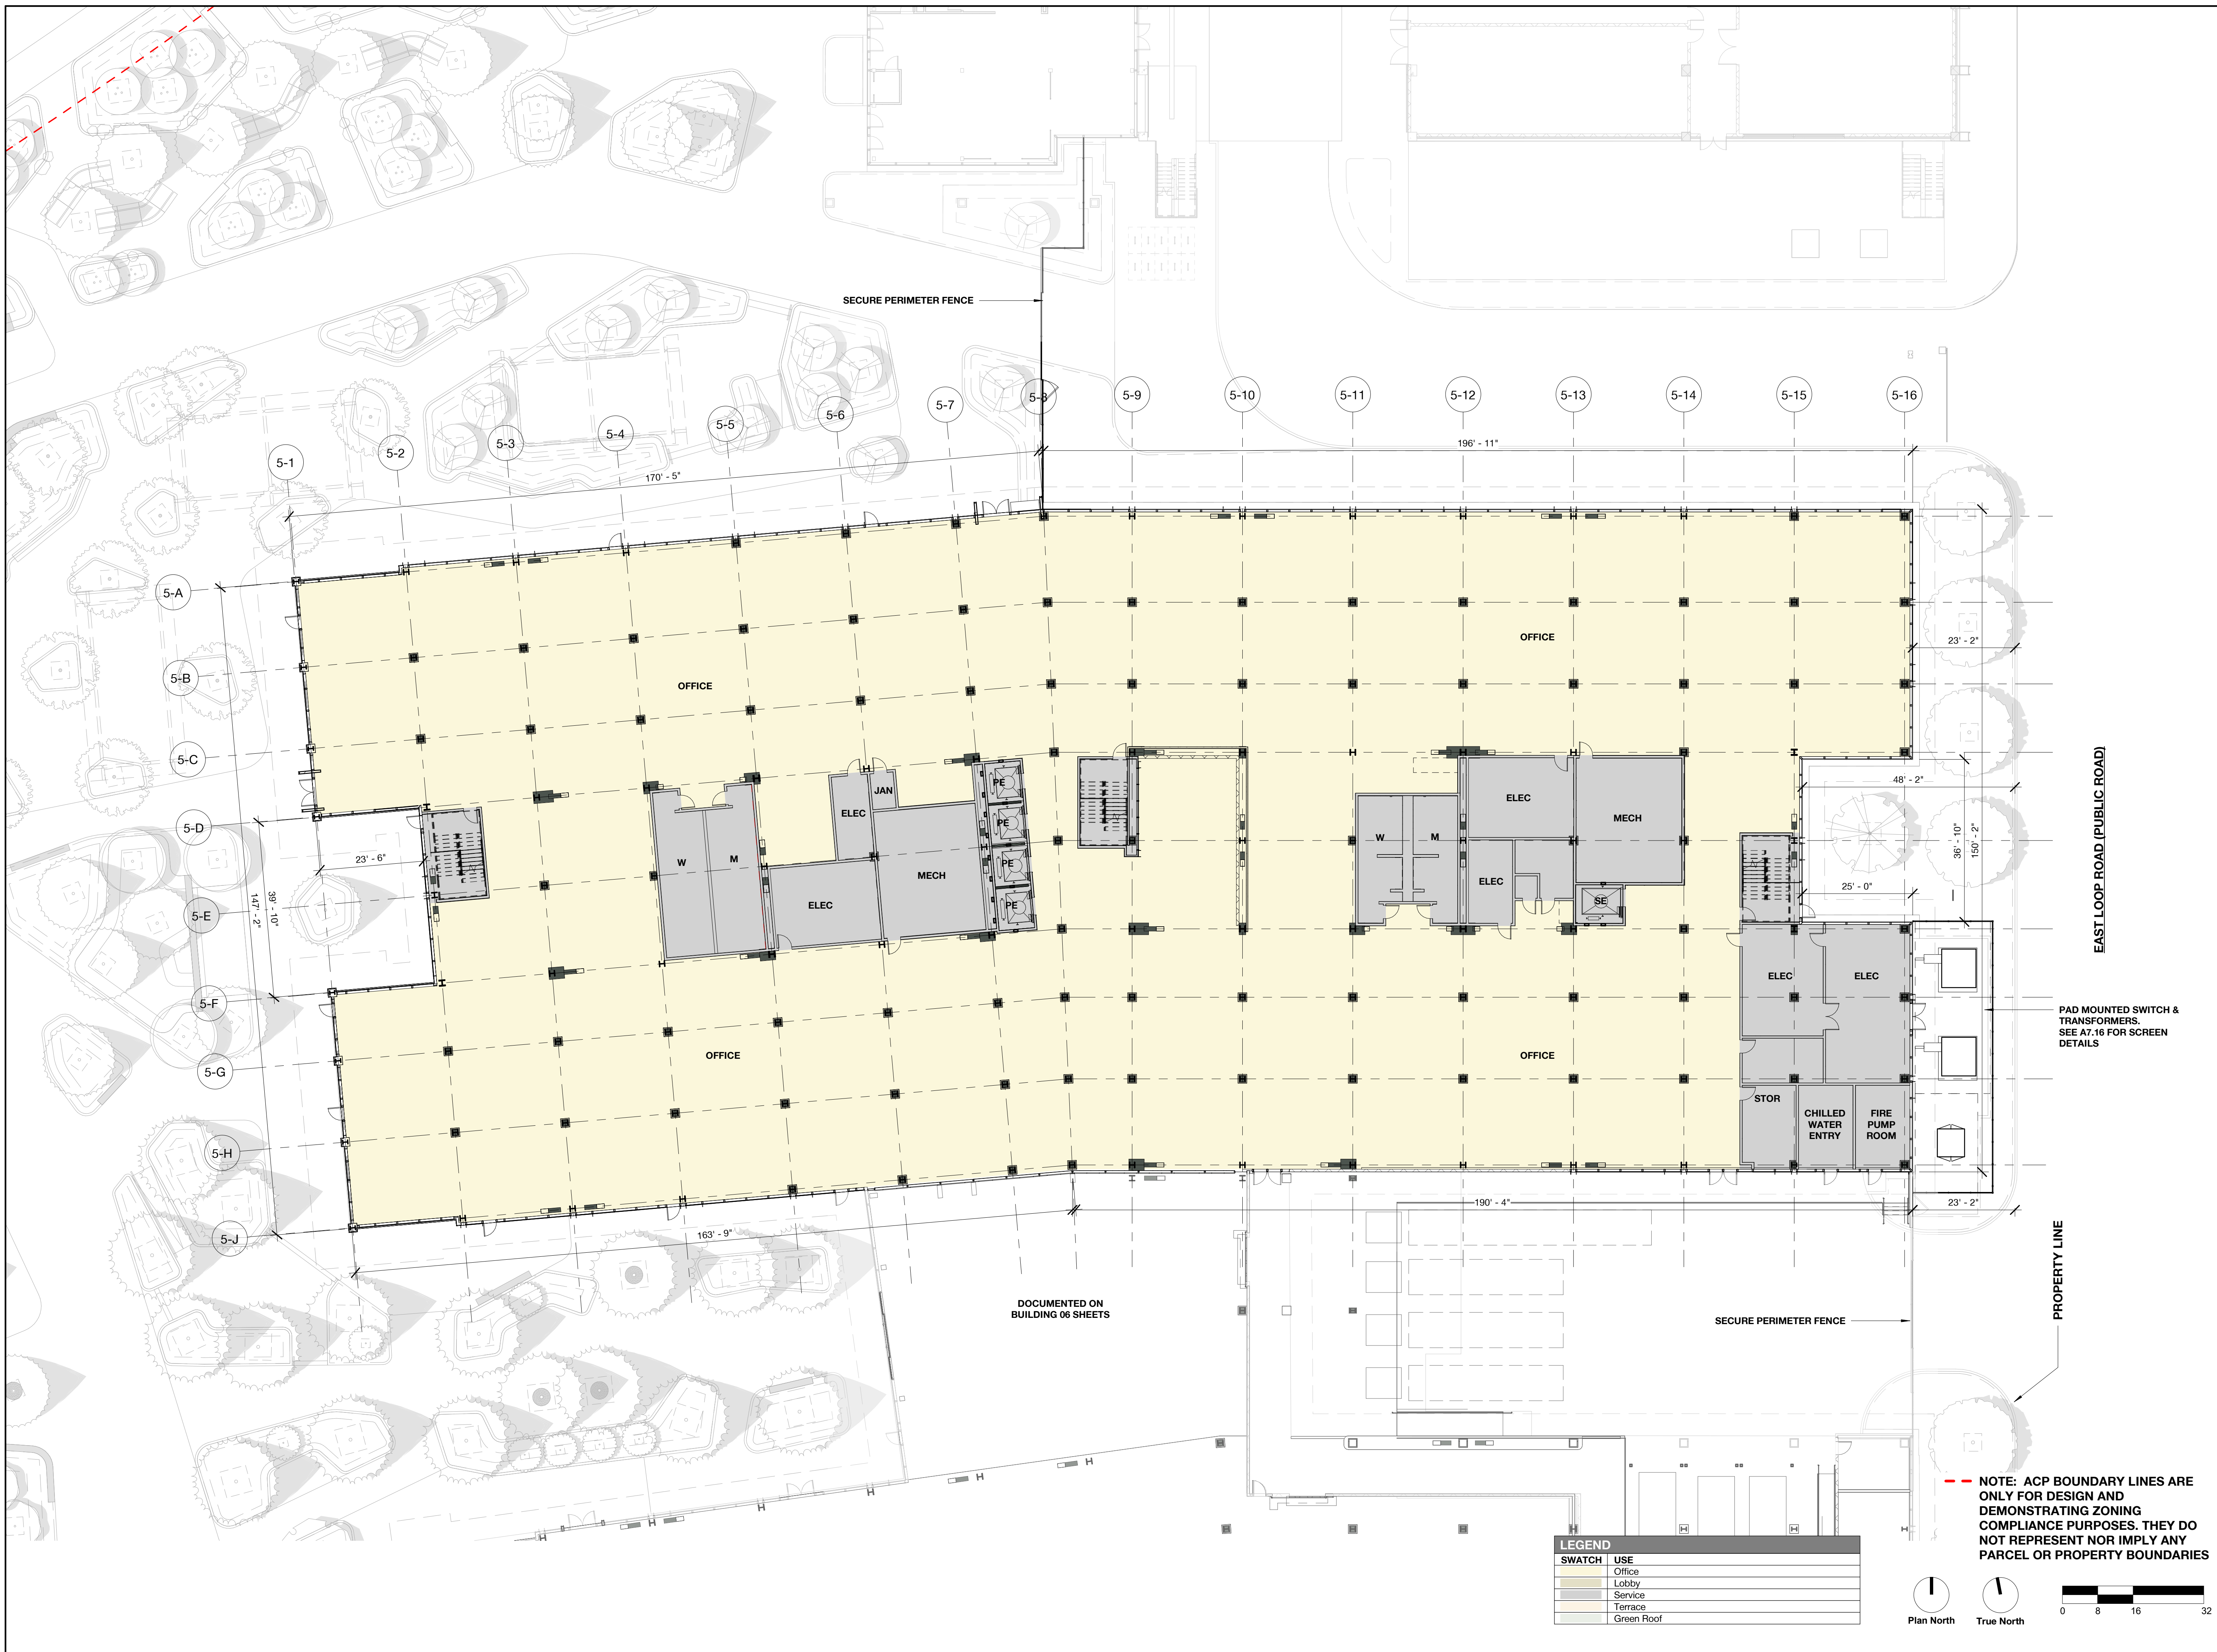 SECURE PERIMETER FENCE
5-1
5-2
5-3
5-4
5-5
5-6
5-7
5-8
5-9
5-10
5-11
5-12
5-13
5-14
5-15
5-16
170' - 5"
196' - 11"
5-A
5-B
5-C
5-D
5-E
5-F
5-G
5-H
5-J
OFFICE
OFFICE
23' - 2"
48' - 2"
36' - 10"
150' - 2"
25' - 0"
EAST LOOP ROAD (PUBLIC ROAD)
23' - 6"
39' - 10"
147' - 2"
W
M
ELEC
JAN
ELEC
MECH
PE
PE
PE
PE
W
M
ELEC
ELEC
MECH
SE
ELEC
ELEC
STOR
CHILLED
WATER
ENTRY
FIRE
PUMP
ROOM
OFFICE
OFFICE
PAD MOUNTED SWITCH &
TRANSFORMERS.
SEE A7.16 FOR SCREEN
DETAILS
163' - 9"
190' - 4"
23' - 2"
PROPERTY LINE
DOCUMENTED ON
BUILDING 06 SHEETS
SECURE PERIMETER FENCE
NOTE: ACP BOUNDARY LINES ARE
ONLY FOR DESIGN AND
DEMONSTRATING ZONING
COMPLIANCE PURPOSES. THEY DO
NOT REPRESENT NOR IMPLY ANY
PARCEL OR PROPERTY BOUNDARIES
LEGEND
SWATCH USE
Office
Lobby
Service
Terrace
Green Roof
Plan North
True North
0 8 16 32